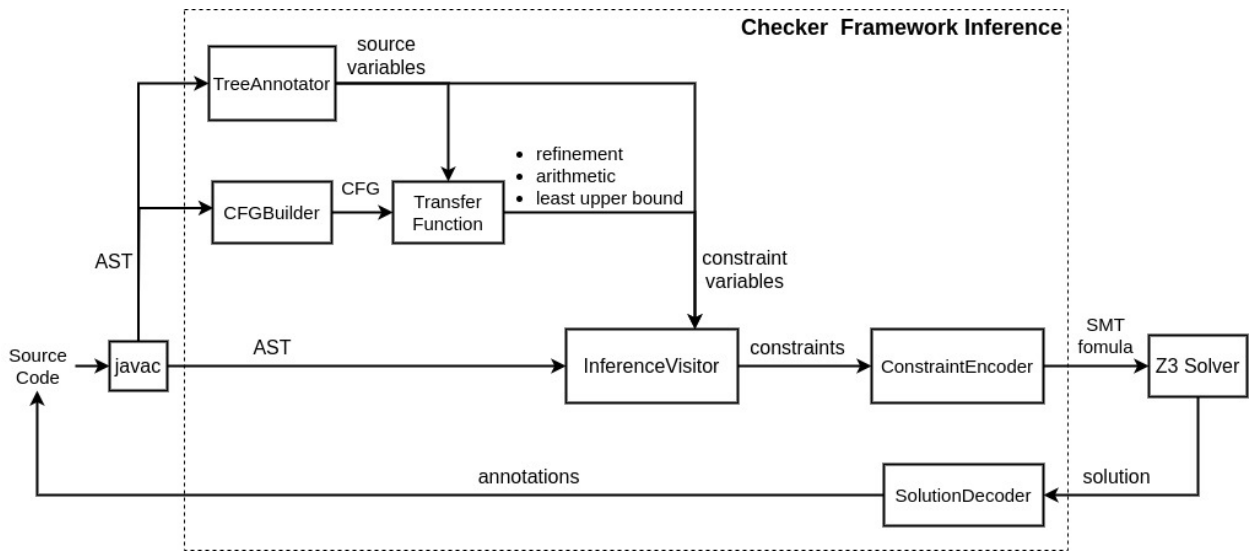 Checker Framework Inference
source
variables
TreeAnnotator
• refinement
• arithmetic
• least upper bound
CFG
CFGBuilder
Transfer
Function
AST
constraint
variables
Source
Code
javac
AST
InferenceVisitor
constraints
ConstraintEncoder
SMT
fomula
Z3 Solver
annotations
SolutionDecoder
solution